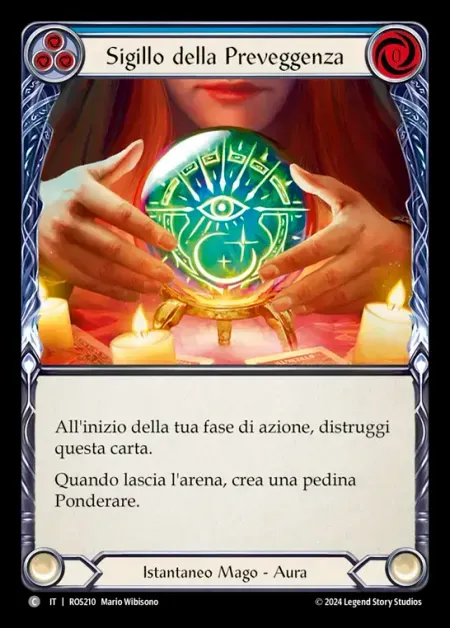 Sigillo della Preveggenza
0
All'inizio della tua fase di azione, distruggi
questa carta.
Quando lascia l'arena, crea una pedina
Ponderare.
Istantaneo Mago - Aura
C IT | ROS210 Mario Wibisono
© 2024 Legend Story Studios